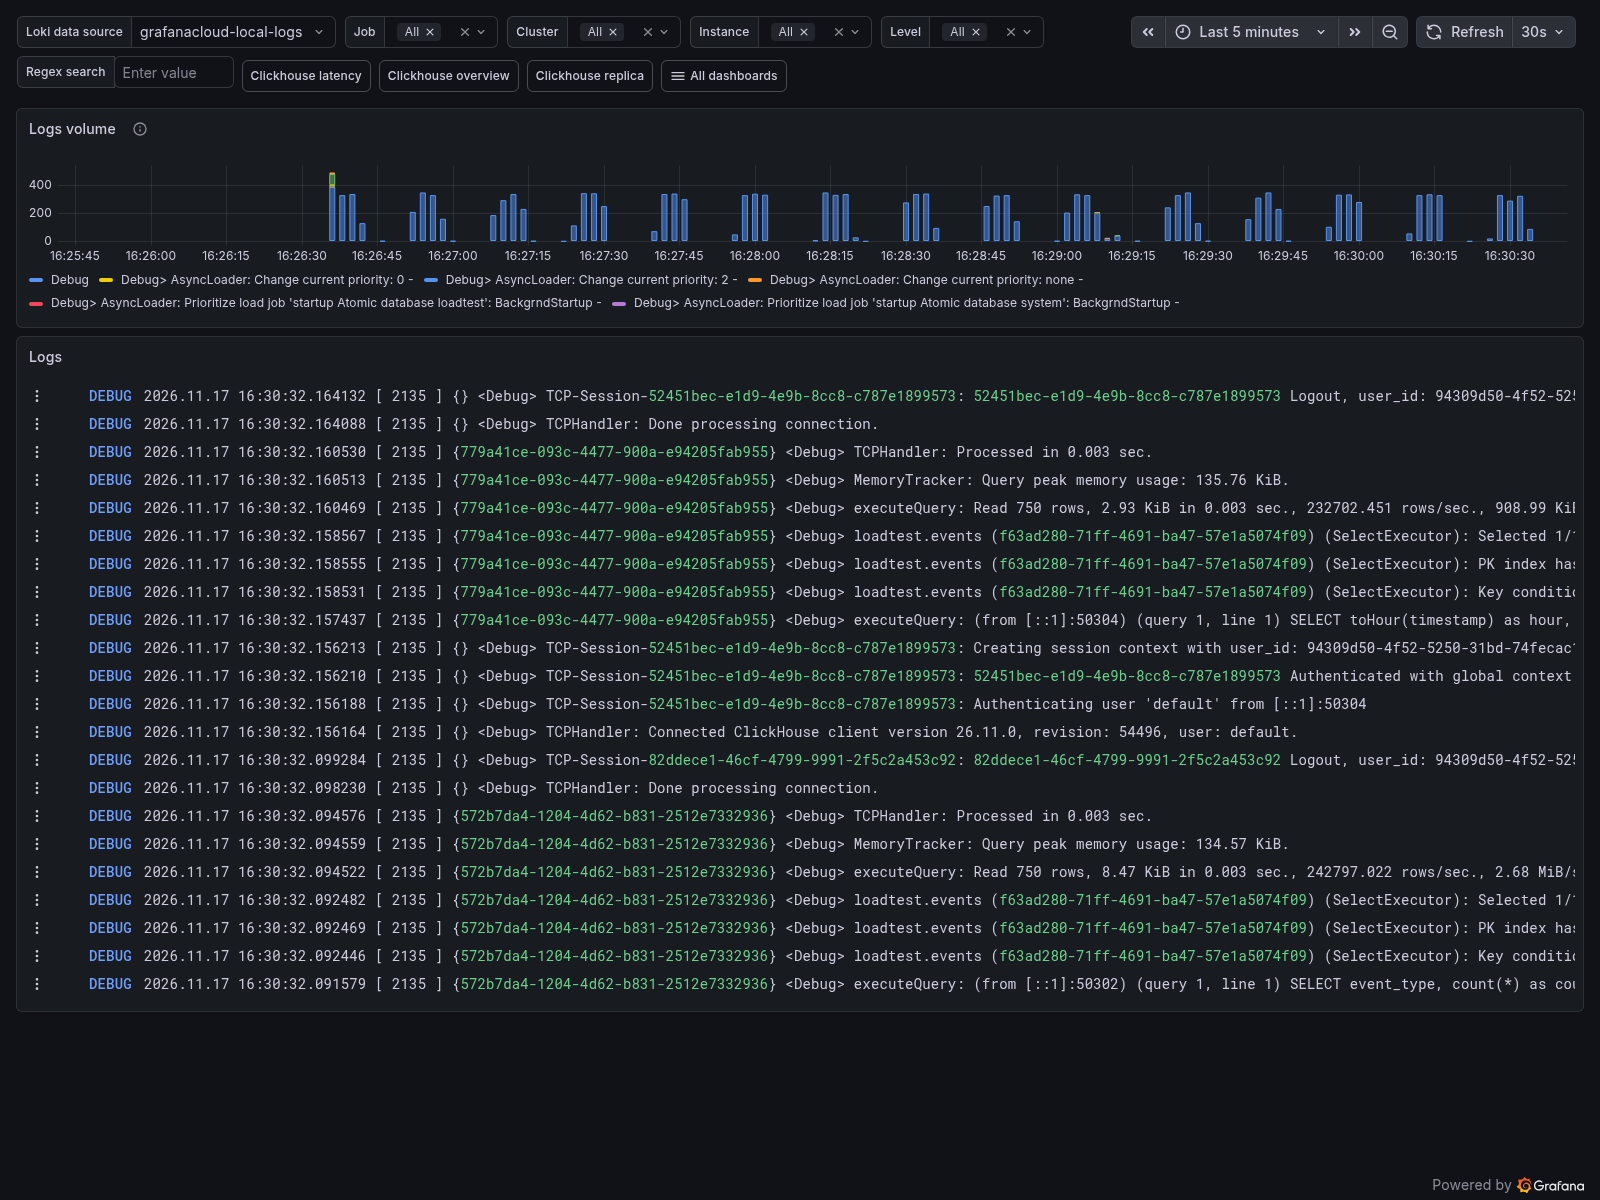 Loki data source grafanacloud-local-logs Job All Cluster All Instance All Level All Last 5 minutes Refresh 30s
Regex search Enter value Clickhouse latency Clickhouse overview Clickhouse replica All dashboards
Logs volume
400
200
0
16:25:45 16:26:00 16:26:15 16:26:30 16:26:45 16:27:00 16:27:15 16:27:30 16:27:45 16:28:00 16:28:15 16:28:30 16:28:45 16:29:00 16:29:15 16:29:30 16:29:45 16:30:00 16:30:15 16:30:30
Debug Debug> AsyncLoader: Change current priority: 0 - Debug> AsyncLoader: Change current priority: 2 - Debug> AsyncLoader: Change current priority: none -
Debug> AsyncLoader: Prioritize load job 'startup Atomic database loadtest': BackgrndStartup - Debug> AsyncLoader: Prioritize load job 'startup Atomic database system': BackgrndStartup -
Logs
DEBUG 2026.11.17 16:30:32.164132 [ 2135 ] {} <Debug> TCP-Session-52451bec-e1d9-4e9b-8cc8-c787e1899573: 52451bec-e1d9-4e9b-8cc8-c787e1899573 Logout, user_id: 94309d50-4f52-525
DEBUG 2026.11.17 16:30:32.164088 [ 2135 ] {} <Debug> TCPHandler: Done processing connection.
DEBUG 2026.11.17 16:30:32.160530 [ 2135 ] {779a41ce-093c-4477-900a-e94205fab955} <Debug> TCPHandler: Processed in 0.003 sec.
DEBUG 2026.11.17 16:30:32.160513 [ 2135 ] {779a41ce-093c-4477-900a-e94205fab955} <Debug> MemoryTracker: Query peak memory usage: 135.76 KiB.
DEBUG 2026.11.17 16:30:32.160469 [ 2135 ] {779a41ce-093c-4477-900a-e94205fab955} <Debug> executeQuery: Read 750 rows, 2.93 KiB in 0.003 sec., 232702.451 rows/sec., 908.99 KiB
DEBUG 2026.11.17 16:30:32.158567 [ 2135 ] {779a41ce-093c-4477-900a-e94205fab955} <Debug> loadtest.events (f63ad280-71ff-4691-ba47-57e1a5074f09) (SelectExecutor): Selected 1/1
DEBUG 2026.11.17 16:30:32.158555 [ 2135 ] {779a41ce-093c-4477-900a-e94205fab955} <Debug> loadtest.events (f63ad280-71ff-4691-ba47-57e1a5074f09) (SelectExecutor): PK index has
DEBUG 2026.11.17 16:30:32.158531 [ 2135 ] {779a41ce-093c-4477-900a-e94205fab955} <Debug> loadtest.events (f63ad280-71ff-4691-ba47-57e1a5074f09) (SelectExecutor): Key conditic
DEBUG 2026.11.17 16:30:32.157437 [ 2135 ] {779a41ce-093c-4477-900a-e94205fab955} <Debug> executeQuery: (from [::1]:50304) (query 1, line 1) SELECT toHour(timestamp) as hour,
DEBUG 2026.11.17 16:30:32.156213 [ 2135 ] {} <Debug> TCP-Session-52451bec-e1d9-4e9b-8cc8-c787e1899573: Creating session context with user_id: 94309d50-4f52-5250-31bd-74fecac1
DEBUG 2026.11.17 16:30:32.156210 [ 2135 ] {} <Debug> TCP-Session-52451bec-e1d9-4e9b-8cc8-c787e1899573: 52451bec-e1d9-4e9b-8cc8-c787e1899573 Authenticated with global context
DEBUG 2026.11.17 16:30:32.156188 [ 2135 ] {} <Debug> TCP-Session-52451bec-e1d9-4e9b-8cc8-c787e1899573: Authenticating user 'default' from [::1]:50304
DEBUG 2026.11.17 16:30:32.156164 [ 2135 ] {} <Debug> TCPHandler: Connected ClickHouse client version 26.11.0, revision: 54496, user: default.
DEBUG 2026.11.17 16:30:32.099284 [ 2135 ] {} <Debug> TCP-Session-82ddece1-46cf-4799-9991-2f5c2a453c92: 82ddece1-46cf-4799-9991-2f5c2a453c92 Logout, user_id: 94309d50-4f52-525
DEBUG 2026.11.17 16:30:32.098230 [ 2135 ] {} <Debug> TCPHandler: Done processing connection.
DEBUG 2026.11.17 16:30:32.094576 [ 2135 ] {572b7da4-1204-4d62-b831-2512e7332936} <Debug> TCPHandler: Processed in 0.003 sec.
DEBUG 2026.11.17 16:30:32.094559 [ 2135 ] {572b7da4-1204-4d62-b831-2512e7332936} <Debug> MemoryTracker: Query peak memory usage: 134.57 KiB.
DEBUG 2026.11.17 16:30:32.094522 [ 2135 ] {572b7da4-1204-4d62-b831-2512e7332936} <Debug> executeQuery: Read 750 rows, 8.47 KiB in 0.003 sec., 242797.022 rows/sec., 2.68 MiB/s
DEBUG 2026.11.17 16:30:32.092482 [ 2135 ] {572b7da4-1204-4d62-b831-2512e7332936} <Debug> loadtest.events (f63ad280-71ff-4691-ba47-57e1a5074f09) (SelectExecutor): Selected 1/1
DEBUG 2026.11.17 16:30:32.092469 [ 2135 ] {572b7da4-1204-4d62-b831-2512e7332936} <Debug> loadtest.events (f63ad280-71ff-4691-ba47-57e1a5074f09) (SelectExecutor): PK index has
DEBUG 2026.11.17 16:30:32.092446 [ 2135 ] {572b7da4-1204-4d62-b831-2512e7332936} <Debug> loadtest.events (f63ad280-71ff-4691-ba47-57e1a5074f09) (SelectExecutor): Key conditic
DEBUG 2026.11.17 16:30:32.091579 [ 2135 ] {572b7da4-1204-4d62-b831-2512e7332936} <Debug> executeQuery: (from [::1]:50302) (query 1, line 1) SELECT event_type, count(*) as cou
Powered by Grafana